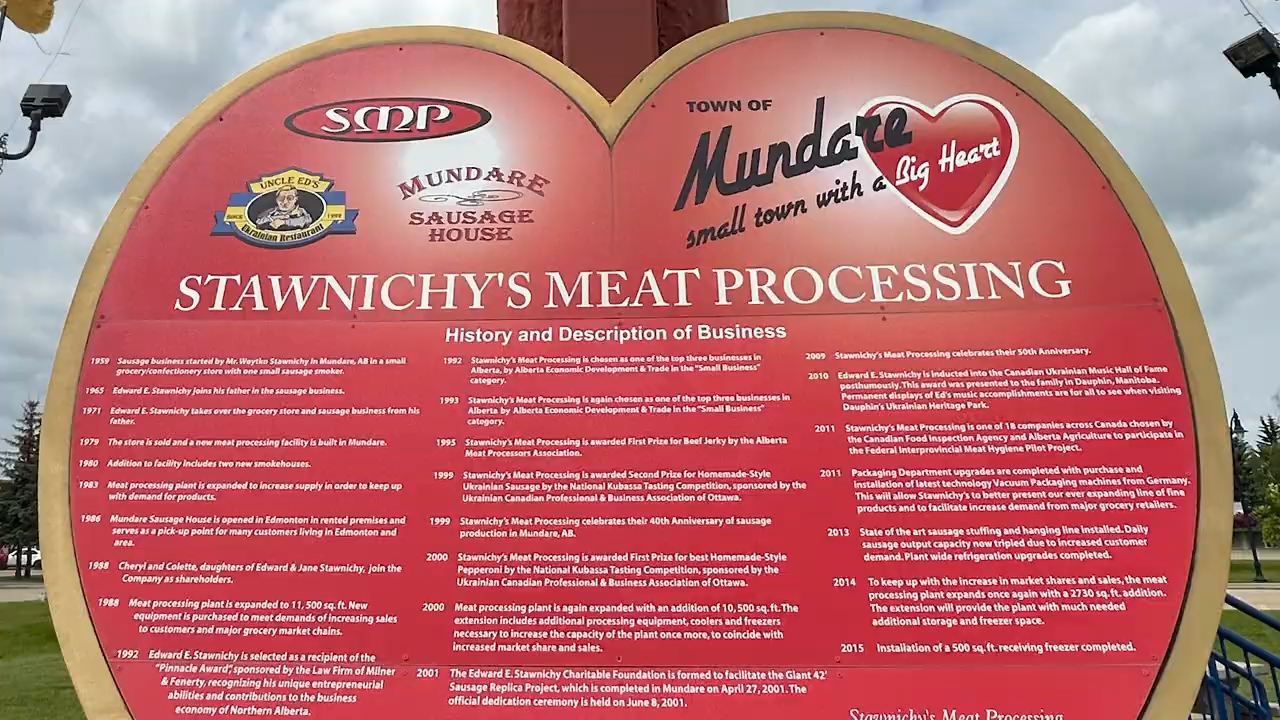 SMP
UNCLE ED'S
SINCE 1999
Ukrainian Restaurant
MUNDARE
SAUSAGE
HOUSE
TOWN OF
Mundare
small town with a Big Heart
STAWNICHY'S MEAT PROCESSING
History and Description of Business
1959 Sausage business started by Mr. Woytko Stawnichy in Mundare, AB in a small
grocery/confectionery store with one small sausage smoker.
1965 Edward E. Stawnichy joins his father in the sausage business.
1971 Edward E. Stawnichy takes over the grocery store and sausage business from his
father.
1979 The store is sold and a new meat processing facility is built in Mundare.
1980 Addition to facility includes two new smokehouses.
1983 Meat processing plant is expanded to increase supply in order to keep up
with demand for products.
1986 Mundare Sausage House is opened in Edmonton in rented premises and
serves as a pick-up point for many customers living in Edmonton and
area.
1988 Cheryl and Colette, daughters of Edward & Jane Stawnichy, join the
Company as shareholders.
1988 Meat processing plant is expanded to 11,500 sq. ft. New
equipment is purchased to meet demands of increasing sales
to customers and major grocery market chains.
1992 Edward E. Stawnichy is selected as a recipient of the
"Pinnacle Award", sponsored by the Law Firm of Milner
& Fenerty, recognizing his unique entrepreneurial
abilities and contributions to the business
economy of Northern Alberta.
1992 Stawnichy's Meat Processing is chosen as one of the top three businesses in
Alberta, by Alberta Economic Development & Trade in the "Small Business"
category.
1993 Stawnichy's Meat Processing is again chosen as one of the top three businesses in
Alberta by Alberta Economic Development & Trade in the "Small Business"
category.
1995 Stawnichy's Meat Processing is awarded First Prize for Beef Jerky by the Alberta
Meat Processors Association.
1999 Stawnichy's Meat Processing is awarded Second Prize for Homemade-Style
Ukrainian Sausage by the National Kubassa Tasting Competition, sponsored by the
Ukrainian Canadian Professional & Business Association of Ottawa.
1999 Stawnichy's Meat Processing celebrates their 40th Anniversary of sausage
production in Mundare, AB.
2000 Stawnichy's Meat Processing is awarded First Prize for best Homemade-Style
Pepperoni by the National Kubassa Tasting Competition, sponsored by the
Ukrainian Canadian Professional & Business Association of Ottawa.
2000 Meat processing plant is again expanded with an addition of 10,500 sq. ft. The
extension includes additional processing equipment, coolers and freezers
necessary to increase the capacity of the plant once more, to coincide with
increased market share and sales.
2001 The Edward E. Stawnichy Charitable Foundation is formed to facilitate the Giant 42'
Sausage Replica Project, which is completed in Mundare on April 27, 2001. The
official dedication ceremony is held on June 8, 2001.
2009 Stawnichy's Meat Processing celebrates their 50th Anniversary.
2010 Edward E. Stawnichy is inducted into the Canadian Ukrainian Music Hall of Fame
posthumously. This award was presented to the family in Dauphin, Manitoba.
Permanent displays of Ed's music accomplishments are for all to see when visiting
Dauphin's Ukrainian Heritage Park.
2011 Stawnichy's Meat Processing is one of 18 companies across Canada chosen by
the Canadian Food Inspection Agency and Alberta Agriculture to participate in
the Federal Interprovincial Meat Hygiene Pilot Project.
2011 Packaging Department upgrades are completed with purchase and
installation of latest technology Vacuum Packaging machines from Germany.
This will allow Stawnichy's to better present our ever expanding line of fine
products and to facilitate increase demand from major grocery retailers.
2013 State of the art sausage stuffing and hanging line installed. Daily
sausage output capacity now tripled due to increased customer
demand. Plant wide refrigeration upgrades completed.
2014 To keep up with the increase in market shares and sales, the meat
processing plant expands once again with a 2730 sq. ft. addition.
The extension will provide the plant with much needed
additional storage and freezer space.
2015 Installation of a 500 sq. ft. receiving freezer completed.
Stawnichy's Meat Processing